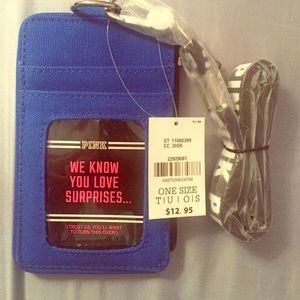 PINK
WE KNOW
YOU LOVE
SURPRISES...
(TRUST US, YOU'LL WANT
TO TURN THIS OVER!)
ST 11060399
CC 30SK
22929081
ONE SIZE
T|U|O|S
$12.95